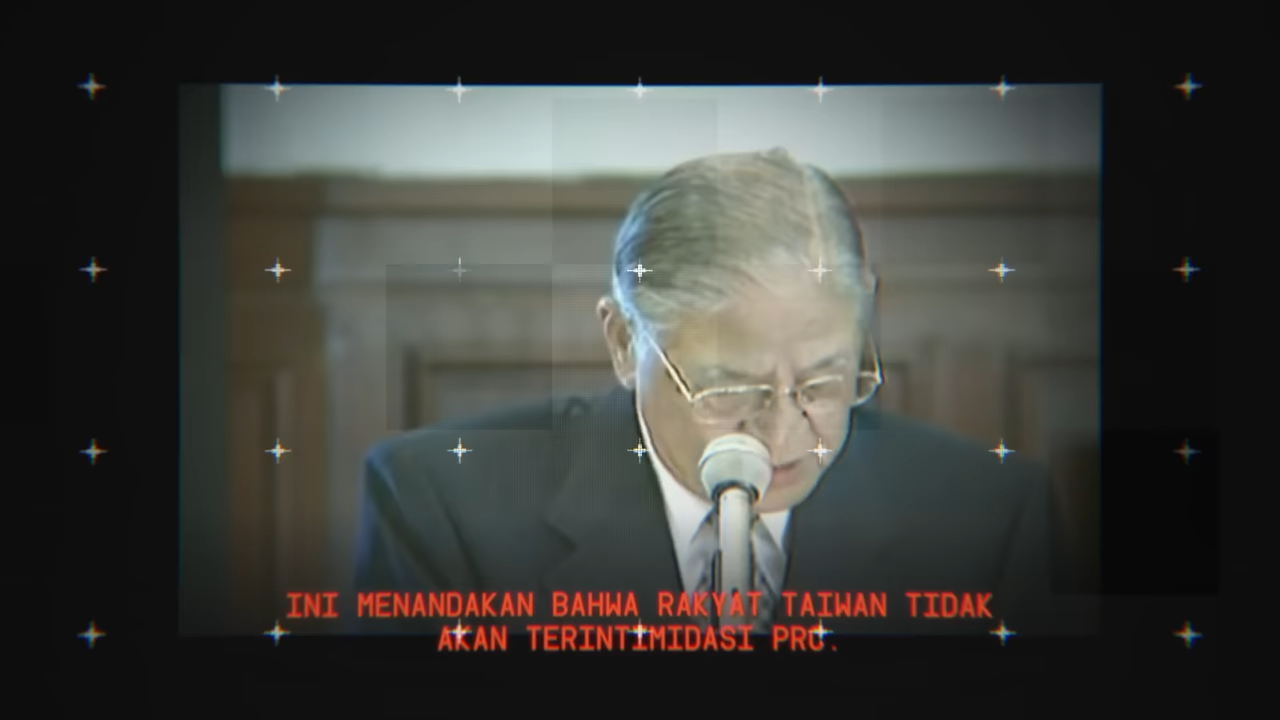 INI MENANDAKAN BAHWA RAKYAT TAIWAN TIDAK
AKAN TERINTIMIDASI PRC.